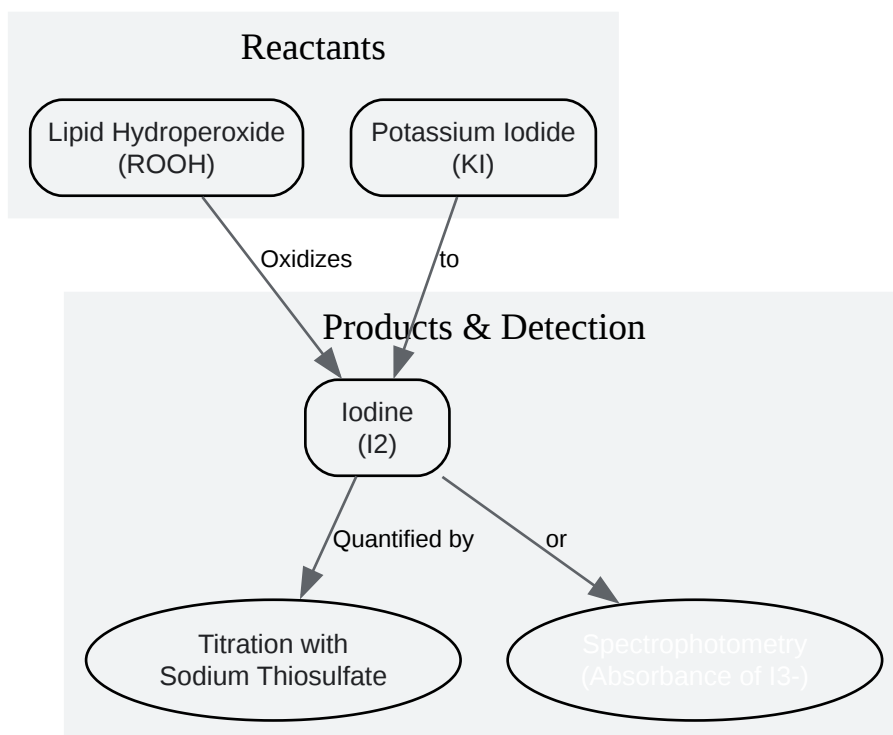 Reactants
Lipid Hydroperoxide
(ROOH)
Potassium Iodide
(KI)
Oxidizes
to
Products & Detection
Iodine
(I2)
Quantified by
or
Titration with
Sodium Thiosulfate
Spectrophotometry
(Absorbance of I3-)